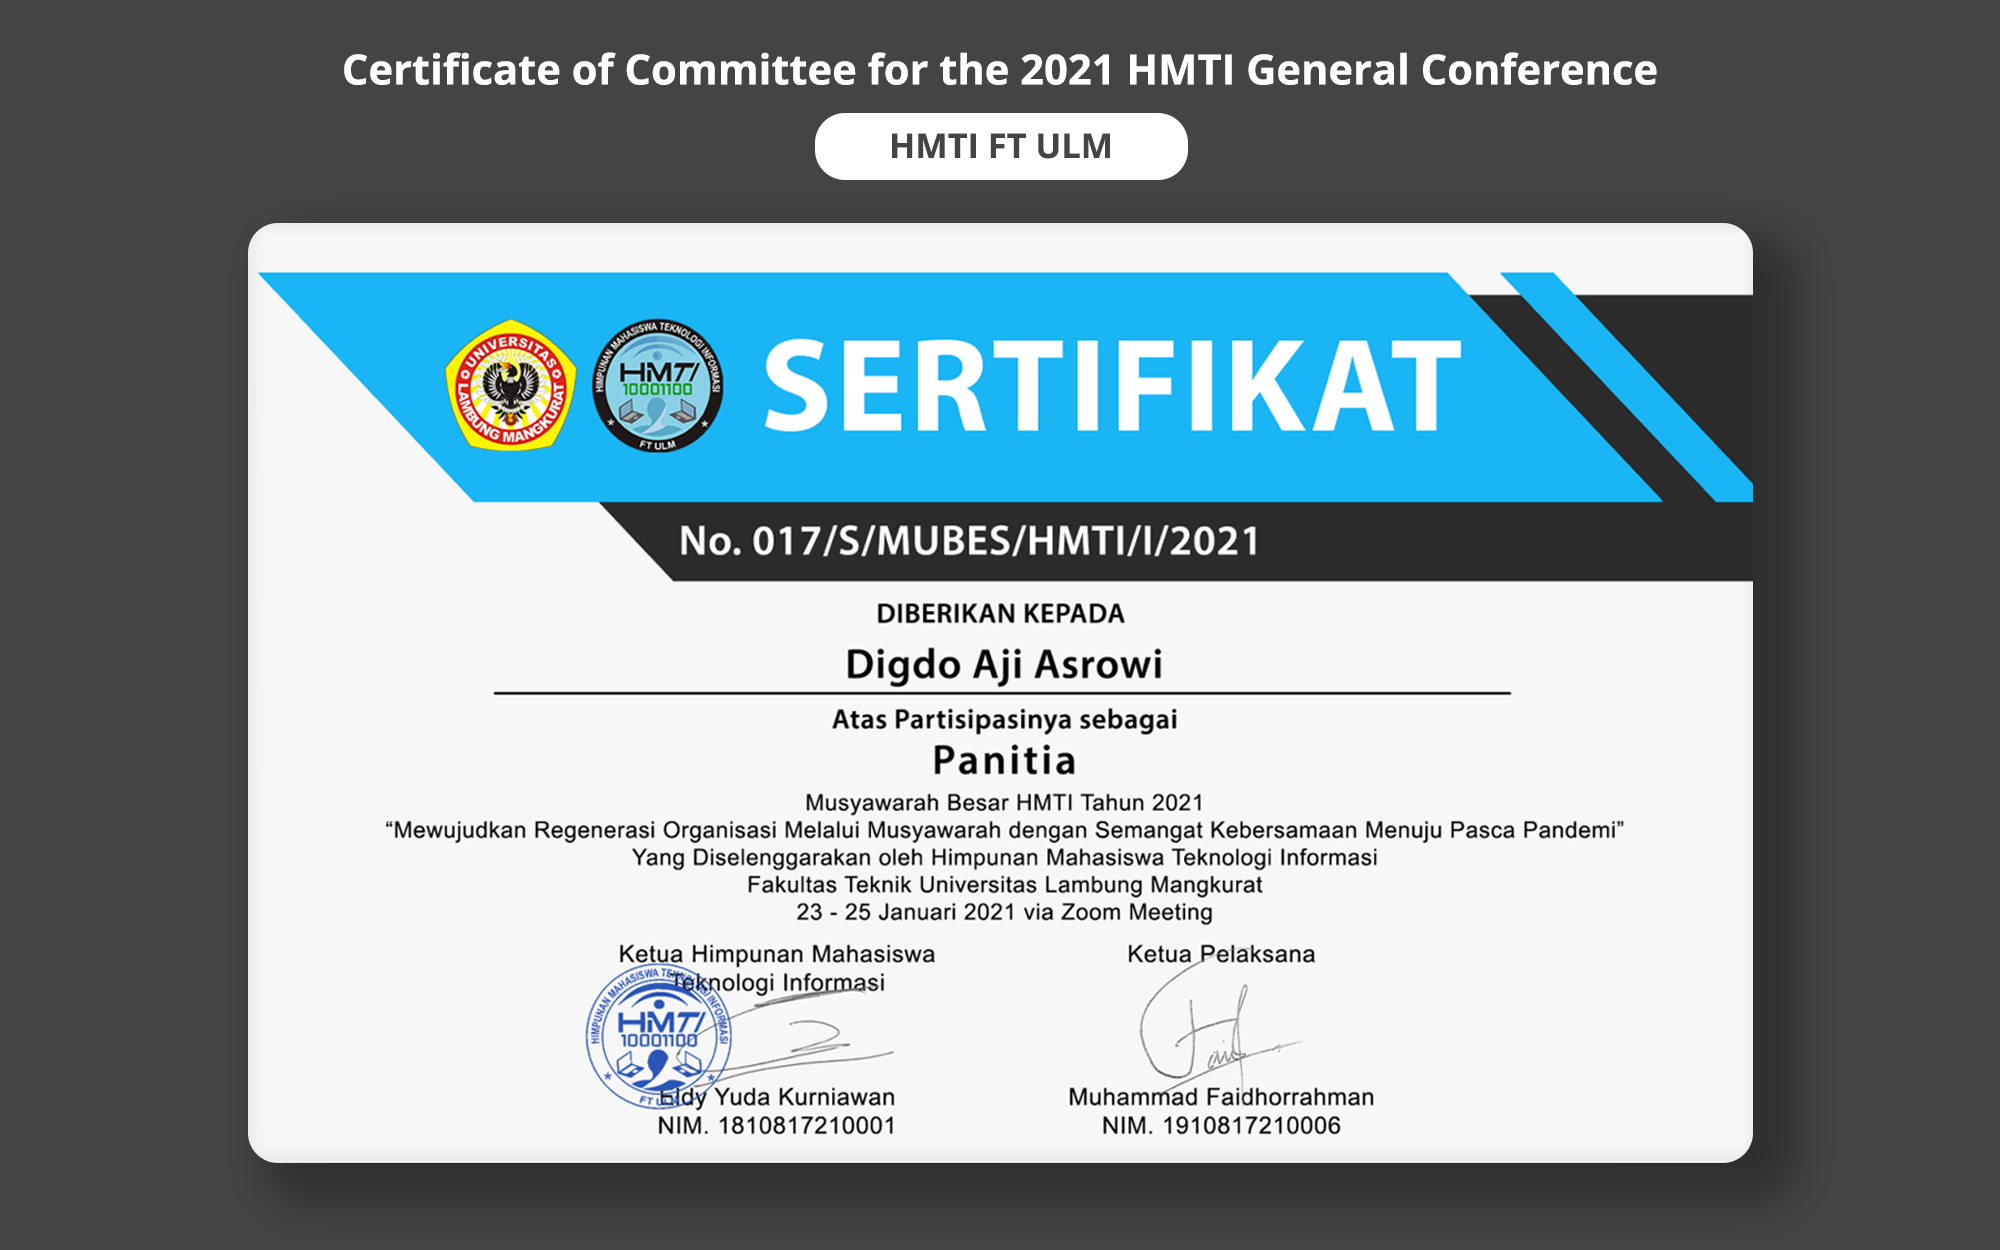 Certificate of Committee for the 2021 HMTI General Conference
HMTI FT ULM
UNIVERSITAS LAMBUNG MANGKURAT
HIMPUNAN MAHASISWA TEKNOLOGI INFORMASI
HMTI
10001100
FT ULM
SERTIFIKAT
No. 017/S/MUBES/HMTI/I/2021
DIBERIKAN KEPADA
Digdo Aji Asrowi
Atas Partisipasinya sebagai
Panitia
Musyawarah Besar HMTI Tahun 2021
“Mewujudkan Regenerasi Organisasi Melalui Musyawarah dengan Semangat Kebersamaan Menuju Pasca Pandemi”
Yang Diselenggarakan oleh Himpunan Mahasiswa Teknologi Informasi
Fakultas Teknik Universitas Lambung Mangkurat
23 - 25 Januari 2021 via Zoom Meeting
Ketua Himpunan Mahasiswa
Teknologi Informasi
HIMPUNAN MAHASISWA TEKNOLOGI INFORMASI
HMTI
10001100
FT ULM
Eldy Yuda Kurniawan
NIM. 1810817210001
Ketua Pelaksana
Faid
Muhammad Faidhorrahman
NIM. 1910817210006